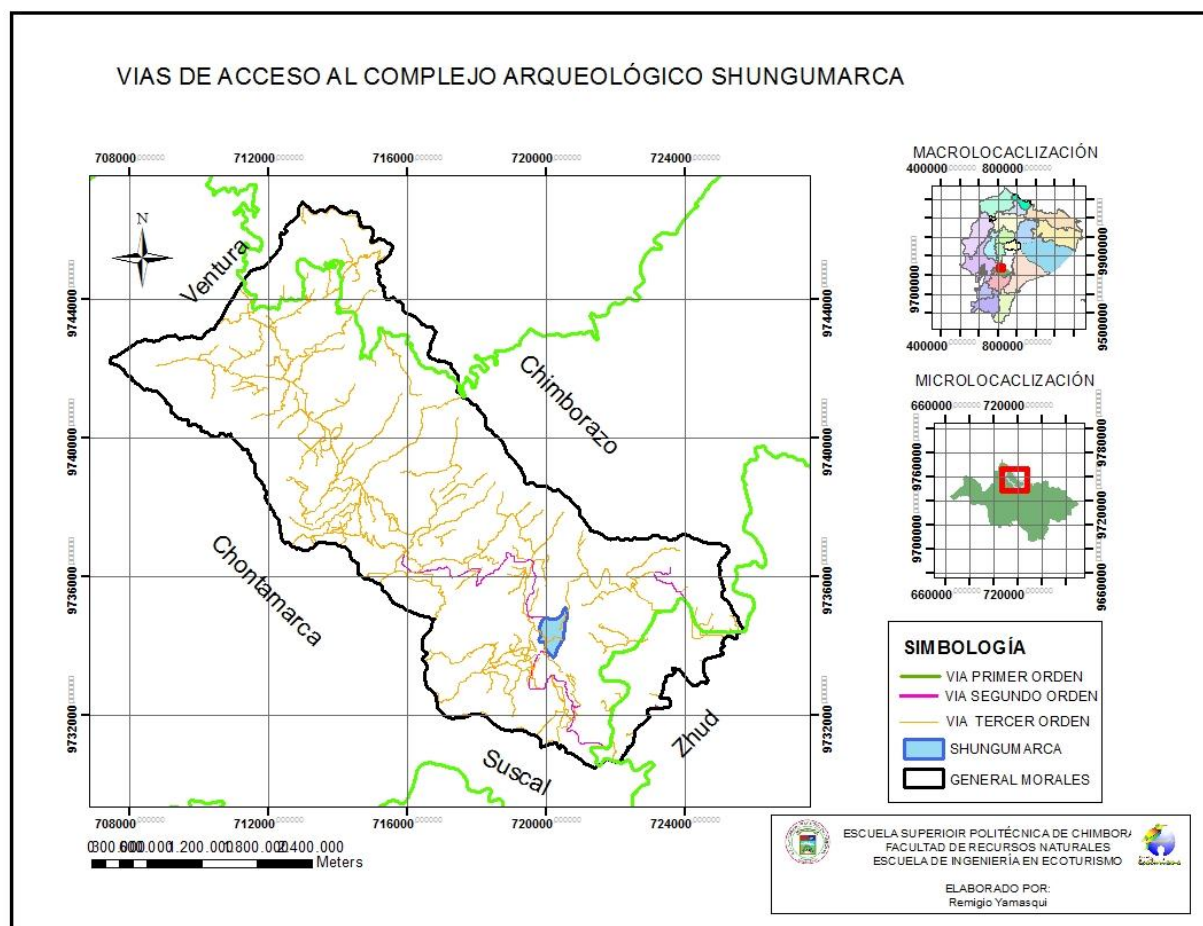 VIAS DE ACCESO AL COMPLEJO ARQUEOLÓGICO SHUNGUMARCA
708000 712000 716000 720000 724000
N
Ventura
Chimborazo
Chontamarca
Suscal
Zhud
9744000
9740000
9736000
9732000
9744000
9740000
9736000
9732000
708000 712000 716000 720000 724000
Meters
MACROLOCACLIZACIÓN
400000 800000
9700000
9900000
9500000
400000 800000
MICROLOCACLIZACIÓN
660000 720000
9760000
9700000
9780000
9720000
9660000
660000 720000
SIMBOLOGÍA
VIA PRIMER ORDEN
VIA SEGUNDO ORDEN
VIA TERCER ORDEN
SHUNGUMARCA
GENERAL MORALES
ESCUELA SUPERIOIR POLITÉCNICA DE CHIMBORA
FACULTAD DE RECURSOS NATURALES
ESCUELA DE INGENIERÍA EN ECOTURISMO
ELABORADO POR:
Remigio Yamasqui